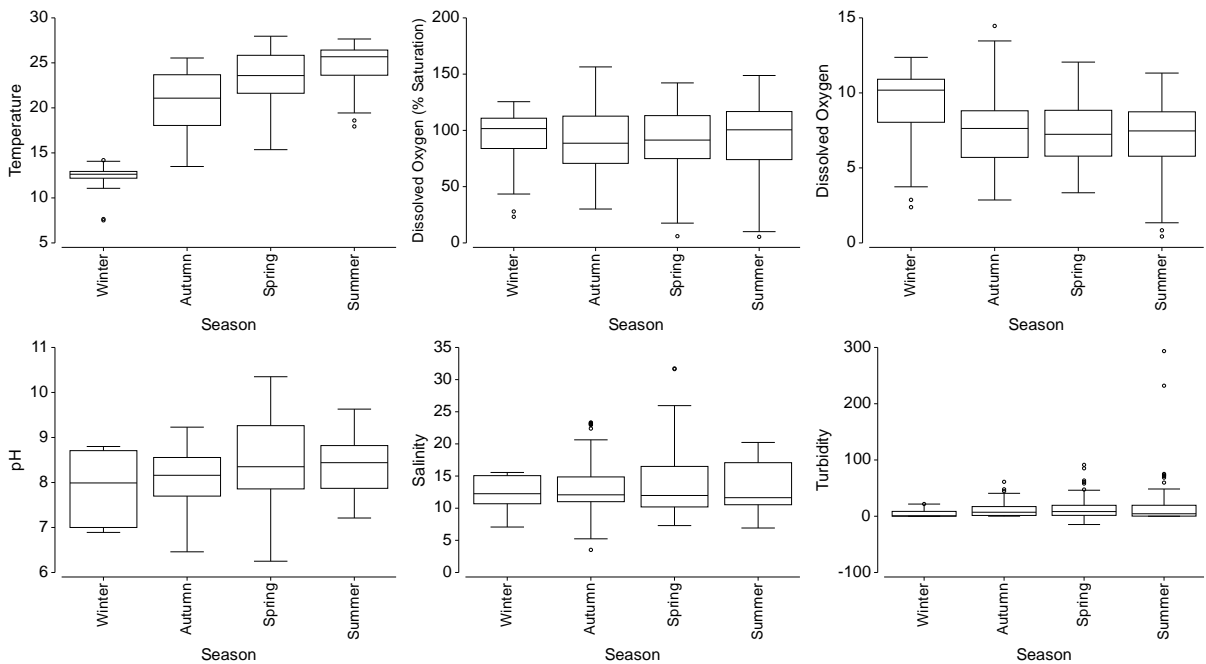 Temperature
30
25
20
15
10
5
Winter
Autumn
Spring
Summer
Season
Dissolved Oxygen (% Saturation)
200
150
100
50
0
Winter
Autumn
Spring
Summer
Season
Dissolved Oxygen
15
10
5
0
Winter
Autumn
Spring
Summer
Season
pH
11
10
9
8
7
6
Winter
Autumn
Spring
Summer
Season
Salinity
35
30
25
20
15
10
5
0
Winter
Autumn
Spring
Summer
Season
Turbidity
300
200
100
0
-100
Winter
Autumn
Spring
Summer
Season